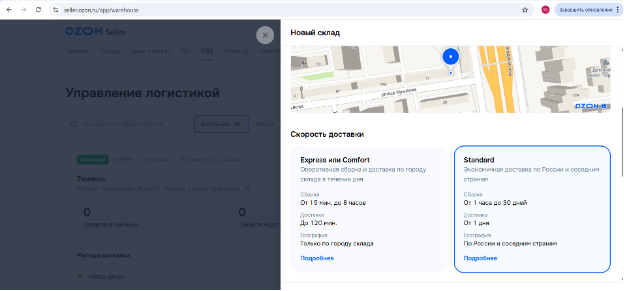 seller.ozon.ru/app/warehouse
Завершить обновление
OZON Seller
FBS
Управление логистикой
Активные
Тюмень
0
0
Методы доставки
Новый склад
улица Крылова
OZON
Скорость доставки
Express или Comfort
Оперативная сборка и доставка по городу
склада в течение дня
Сборка
От 15 мин. до 8 часов
Доставка
До 120 мин.
География
Только по городу склада
Подробнее
Standard
Экономичная доставка по России и соседним
странам
Сборка
От 1 часа до 30 дней
Доставка
От 1 дня
География
По России и соседним странам
Подробнее